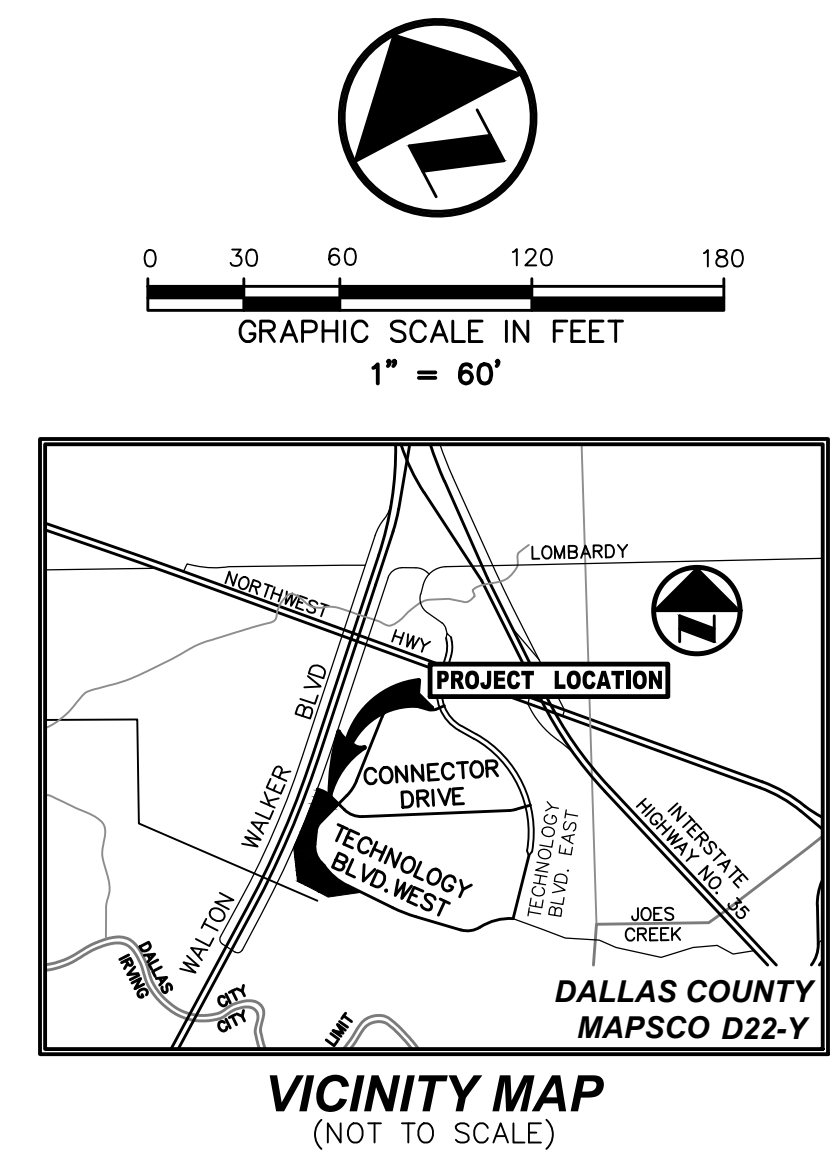 N
0 30 60 120 180
GRAPHIC SCALE IN FEET
1" = 60'
LOMBARDY
NORTHWEST
HWY
N
PROJECT LOCATION
BLVD
WALKER
WALTON
CONNECTOR
DRIVE
TECHNOLOGY
BLVD. WEST
TECHNOLOGY
BLVD. EAST
INTERSTATE
HIGHWAY NO. 35
JOES
CREEK
DALLAS
IRVING
CITY
CITY
LIMIT
DALLAS COUNTY
MAPSCO D22-Y
VICINITY MAP
(NOT TO SCALE)